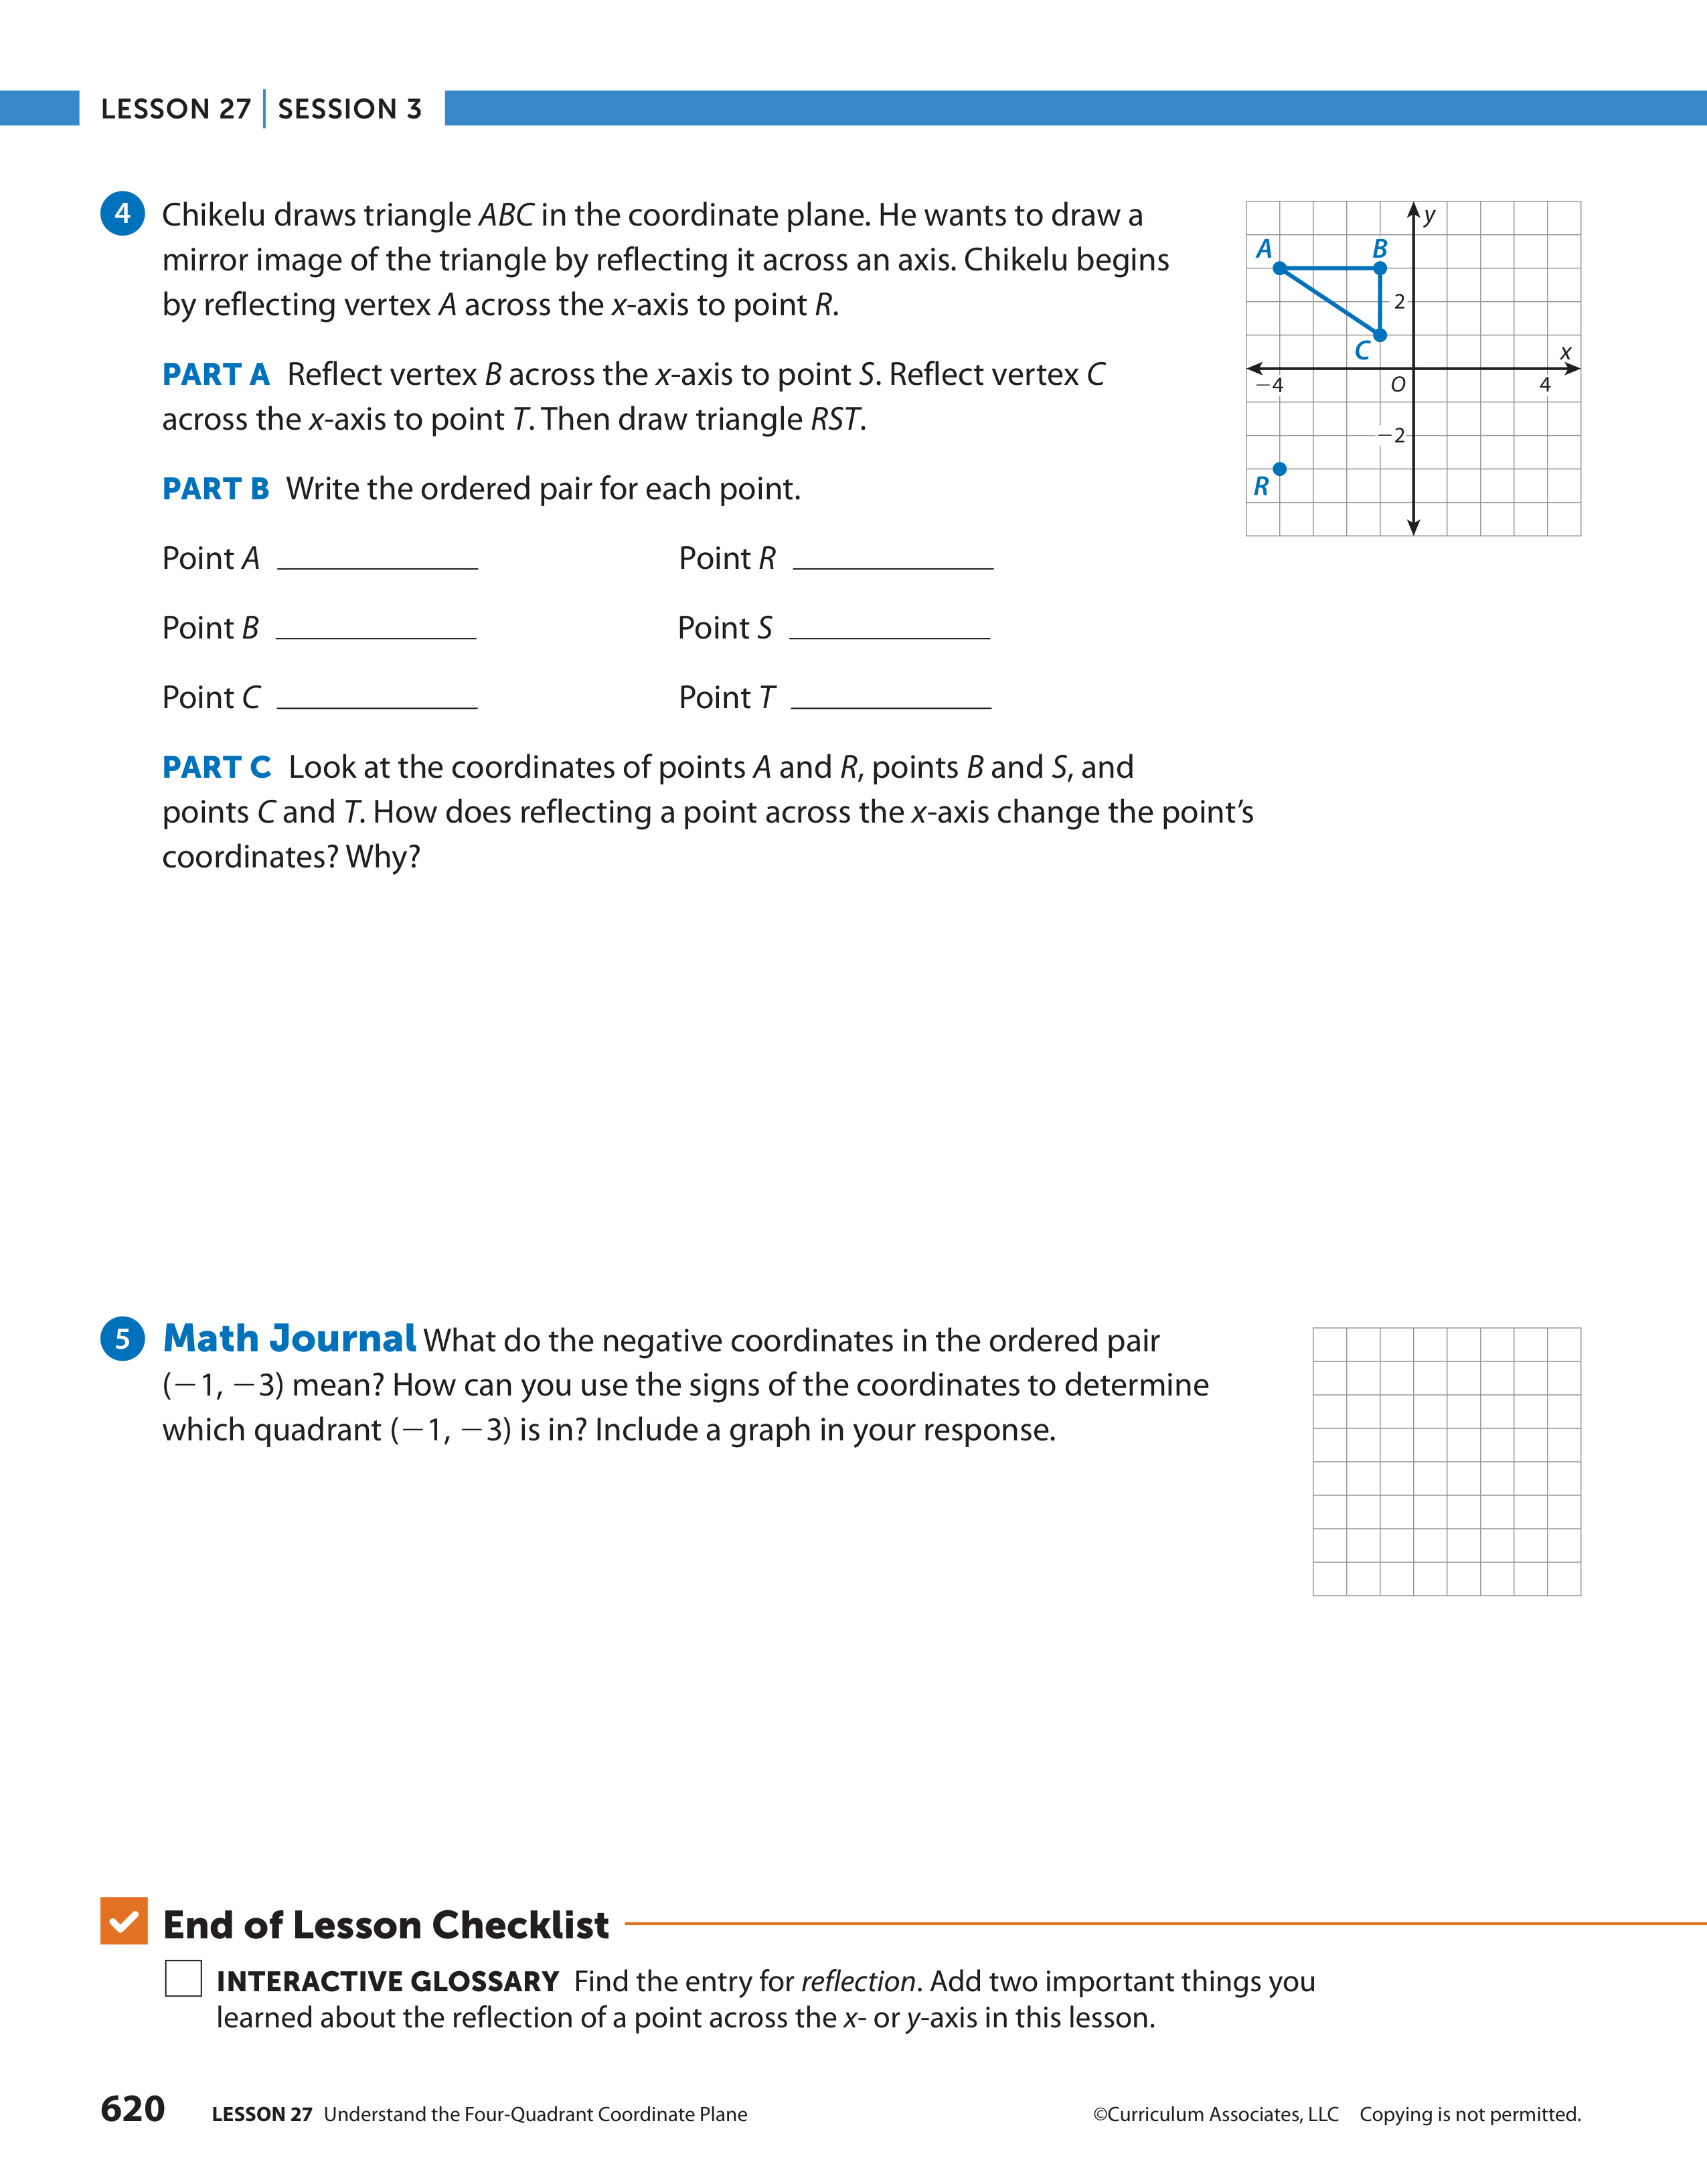 LESSON 27 | SESSION 3
4 Chikelu draws triangle ABC in the coordinate plane. He wants to draw a
mirror image of the triangle by reflecting it across an axis. Chikelu begins
by reflecting vertex A across the x-axis to point R.
PART A Reflect vertex B across the x-axis to point S. Reflect vertex C
across the x-axis to point T. Then draw triangle RST.
PART B Write the ordered pair for each point.
Point A Point R
Point B Point S
Point C Point T
y
A B
2
C x
−4 O 4
−2
R
PART C Look at the coordinates of points A and R, points B and S, and
points C and T. How does reflecting a point across the x-axis change the point’s
coordinates? Why?
5 Math Journal What do the negative coordinates in the ordered pair
(−1, −3) mean? How can you use the signs of the coordinates to determine
which quadrant (−1, −3) is in? Include a graph in your response.
End of Lesson Checklist
INTERACTIVE GLOSSARY Find the entry for reflection. Add two important things you
learned about the reflection of a point across the x- or y-axis in this lesson.
620 LESSON 27 Understand the Four-Quadrant Coordinate Plane ©Curriculum Associates, LLC Copying is not permitted.